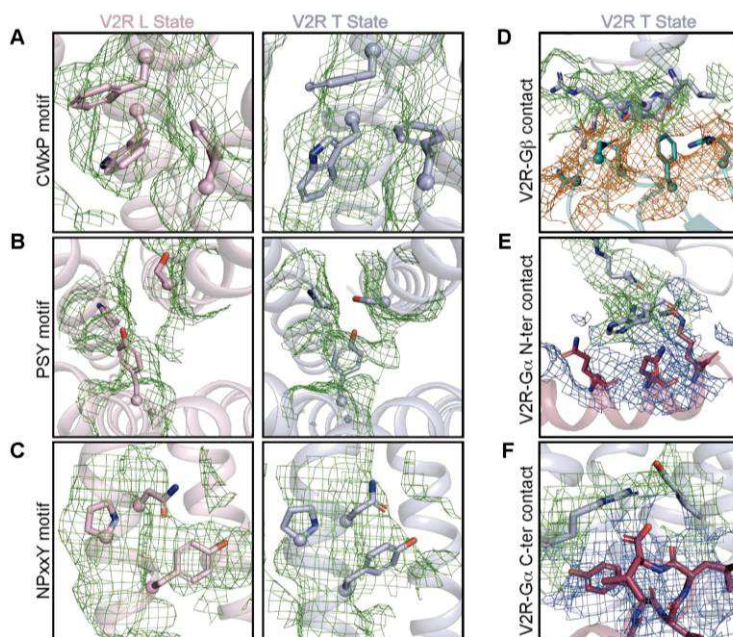 V2R L State
V2R T State
V2R T State
A
CWxP motif
D
V2R-Gβ contact
B
PSY motif
E
V2R-Gα N-ter contact
C
NPxxY motif
F
V2R-Gα C-ter contact